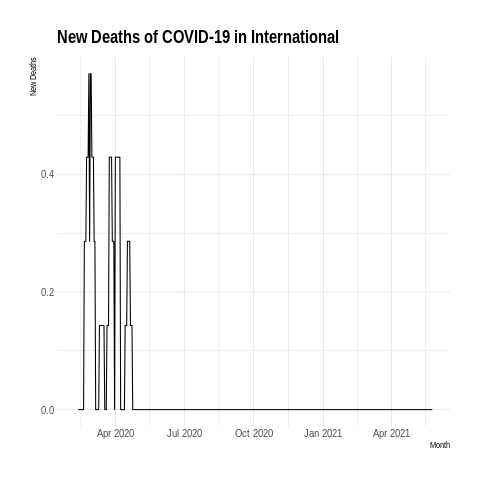 New Deaths of COVID-19 in International
New Deaths
0.4
0.2
0.0
Apr 2020 Jul 2020 Oct 2020 Jan 2021 Apr 2021
Month